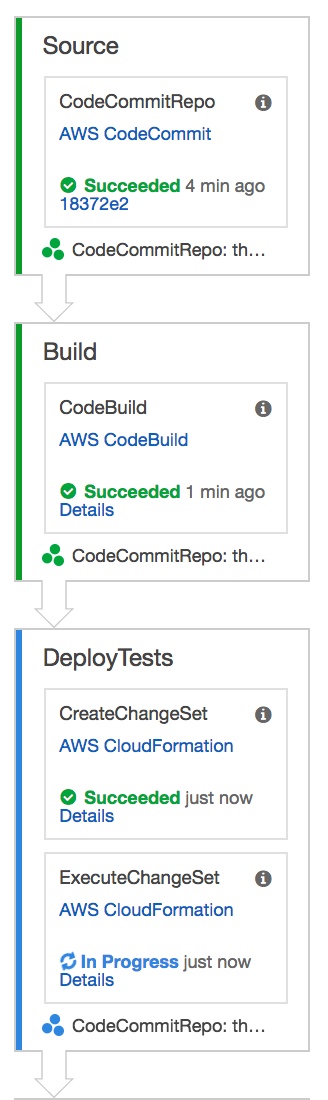 Source
CodeCommitRepo
AWS CodeCommit
Succeeded 4 min ago
18372e2
CodeCommitRepo: th...
Build
CodeBuild
AWS CodeBuild
Succeeded 1 min ago
Details
CodeCommitRepo: th...
DeployTests
CreateChangeSet
AWS CloudFormation
Succeeded just now
Details
ExecuteChangeSet
AWS CloudFormation
In Progress just now
Details
CodeCommitRepo: th...